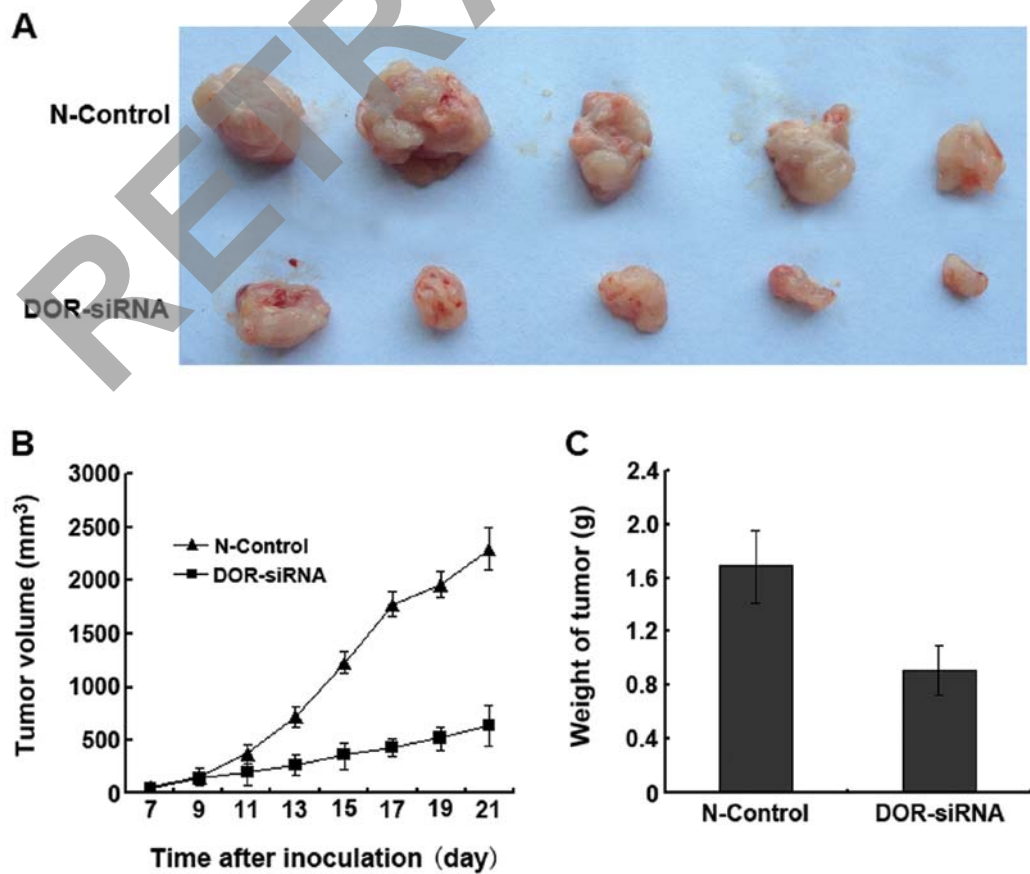 A
RETRA
N-Control
DOR-siRNA
B
Tumor volume (mm³)
3000
2500
2000
1500
1000
500
0
N-Control
DOR-siRNA
7 9 11 13 15 17 19 21
Time after inoculation (day)
C
Weight of tumor (g)
2.4
2.0
1.6
1.2
0.8
0.4
0
N-Control DOR-siRNA